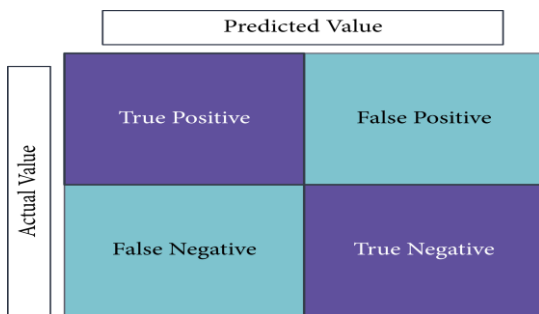 Predicted Value
Actual Value
True Positive
False Positive
False Negative
True Negative